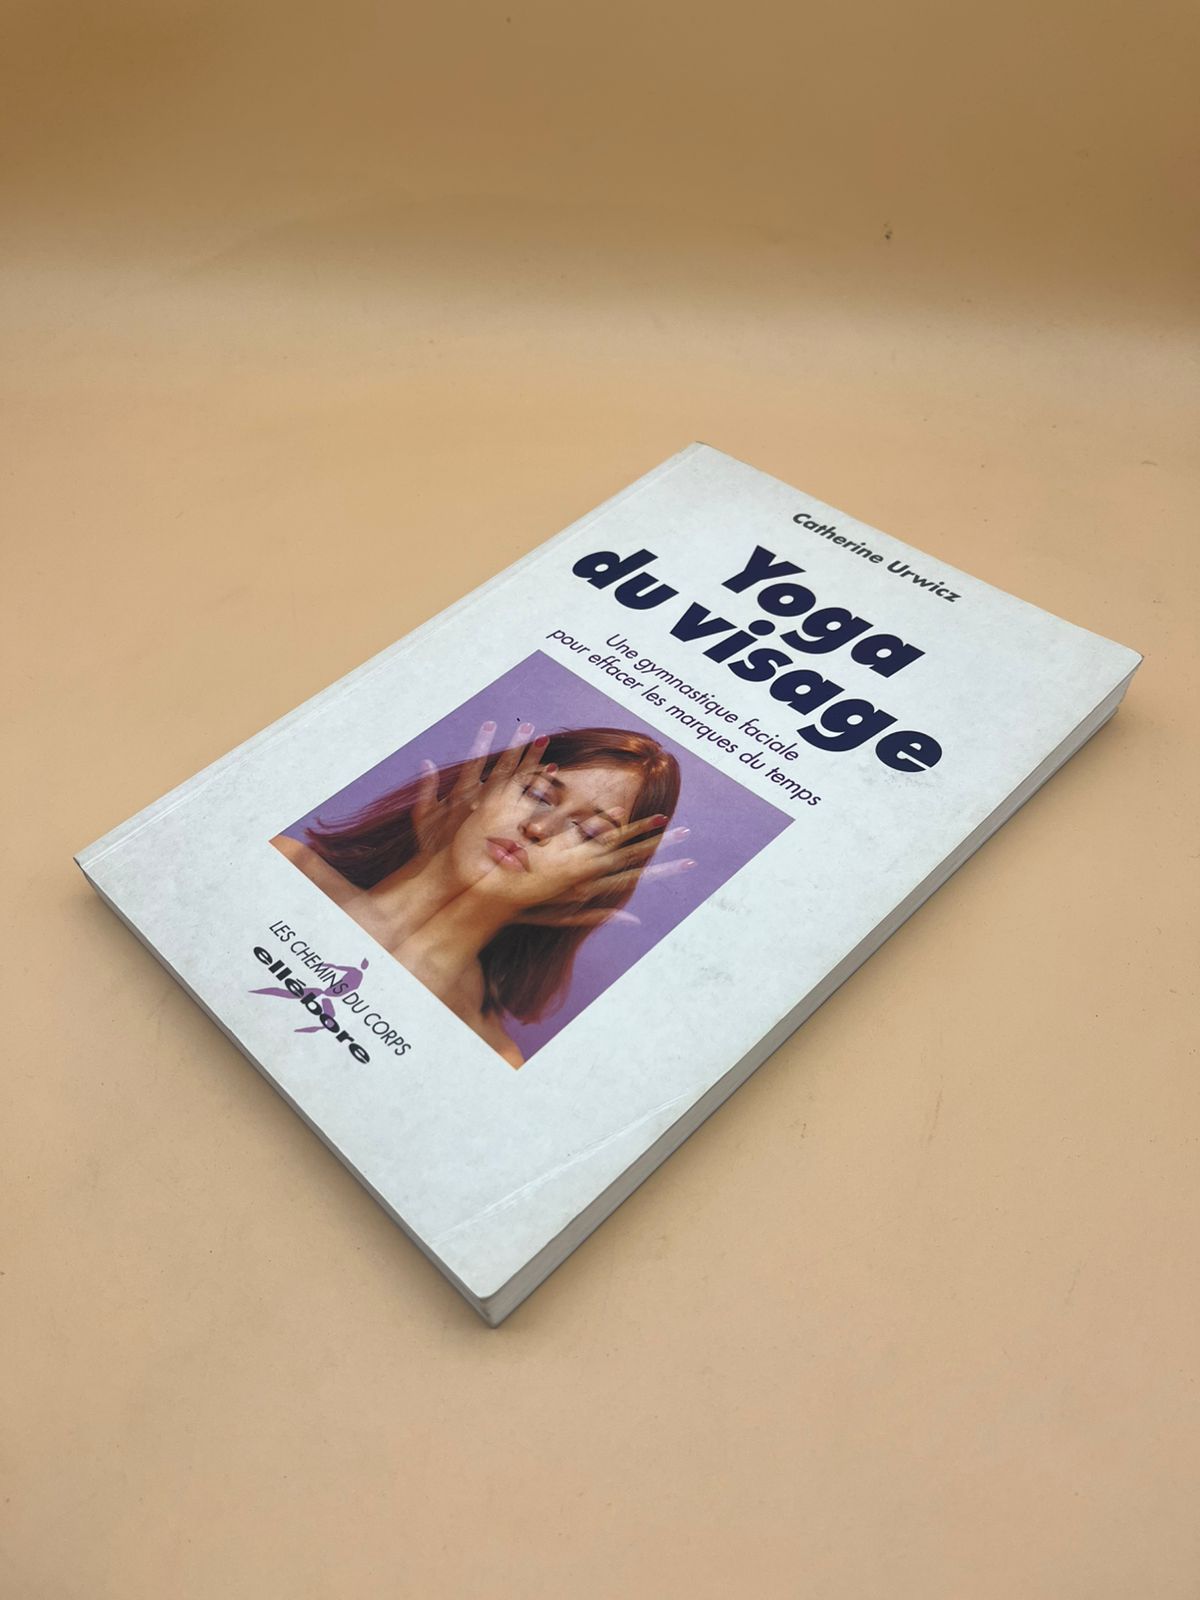 Catherine Urwicz
Yoga
du visage
Une gymnastique faciale
pour effacer les marques du temps
LES CHEMINS DU CORPS
ellébore